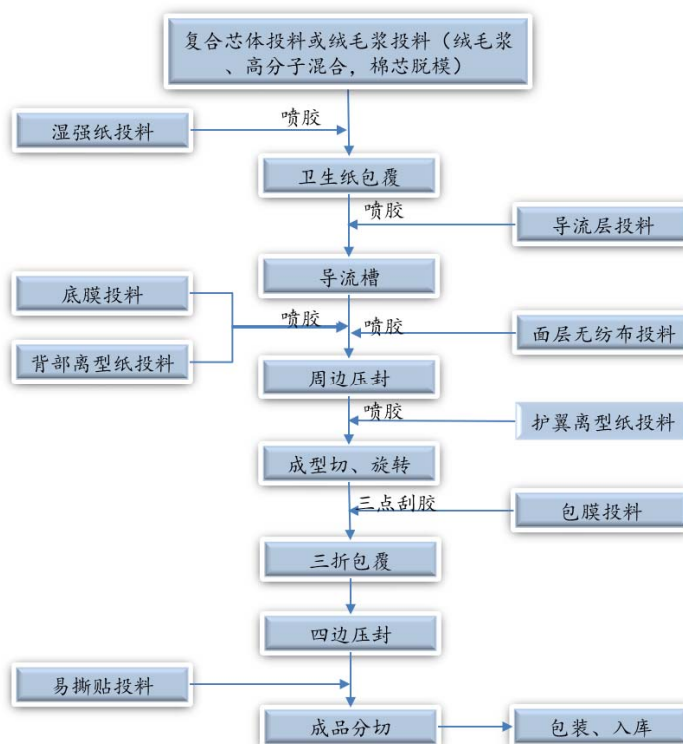 复合芯体投料或绒毛浆投料（绒毛浆
、高分子混合，棉芯脱模）
喷胶
湿强纸投料
卫生纸包覆
喷胶
导流层投料
导流槽
底膜投料
喷胶
喷胶
面层无纺布投料
背部离型纸投料
周边压封
喷胶
护翼离型纸投料
成型切、旋转
三点刮胶
包膜投料
三折包覆
四边压封
易撕贴投料
成品分切
包装、入库